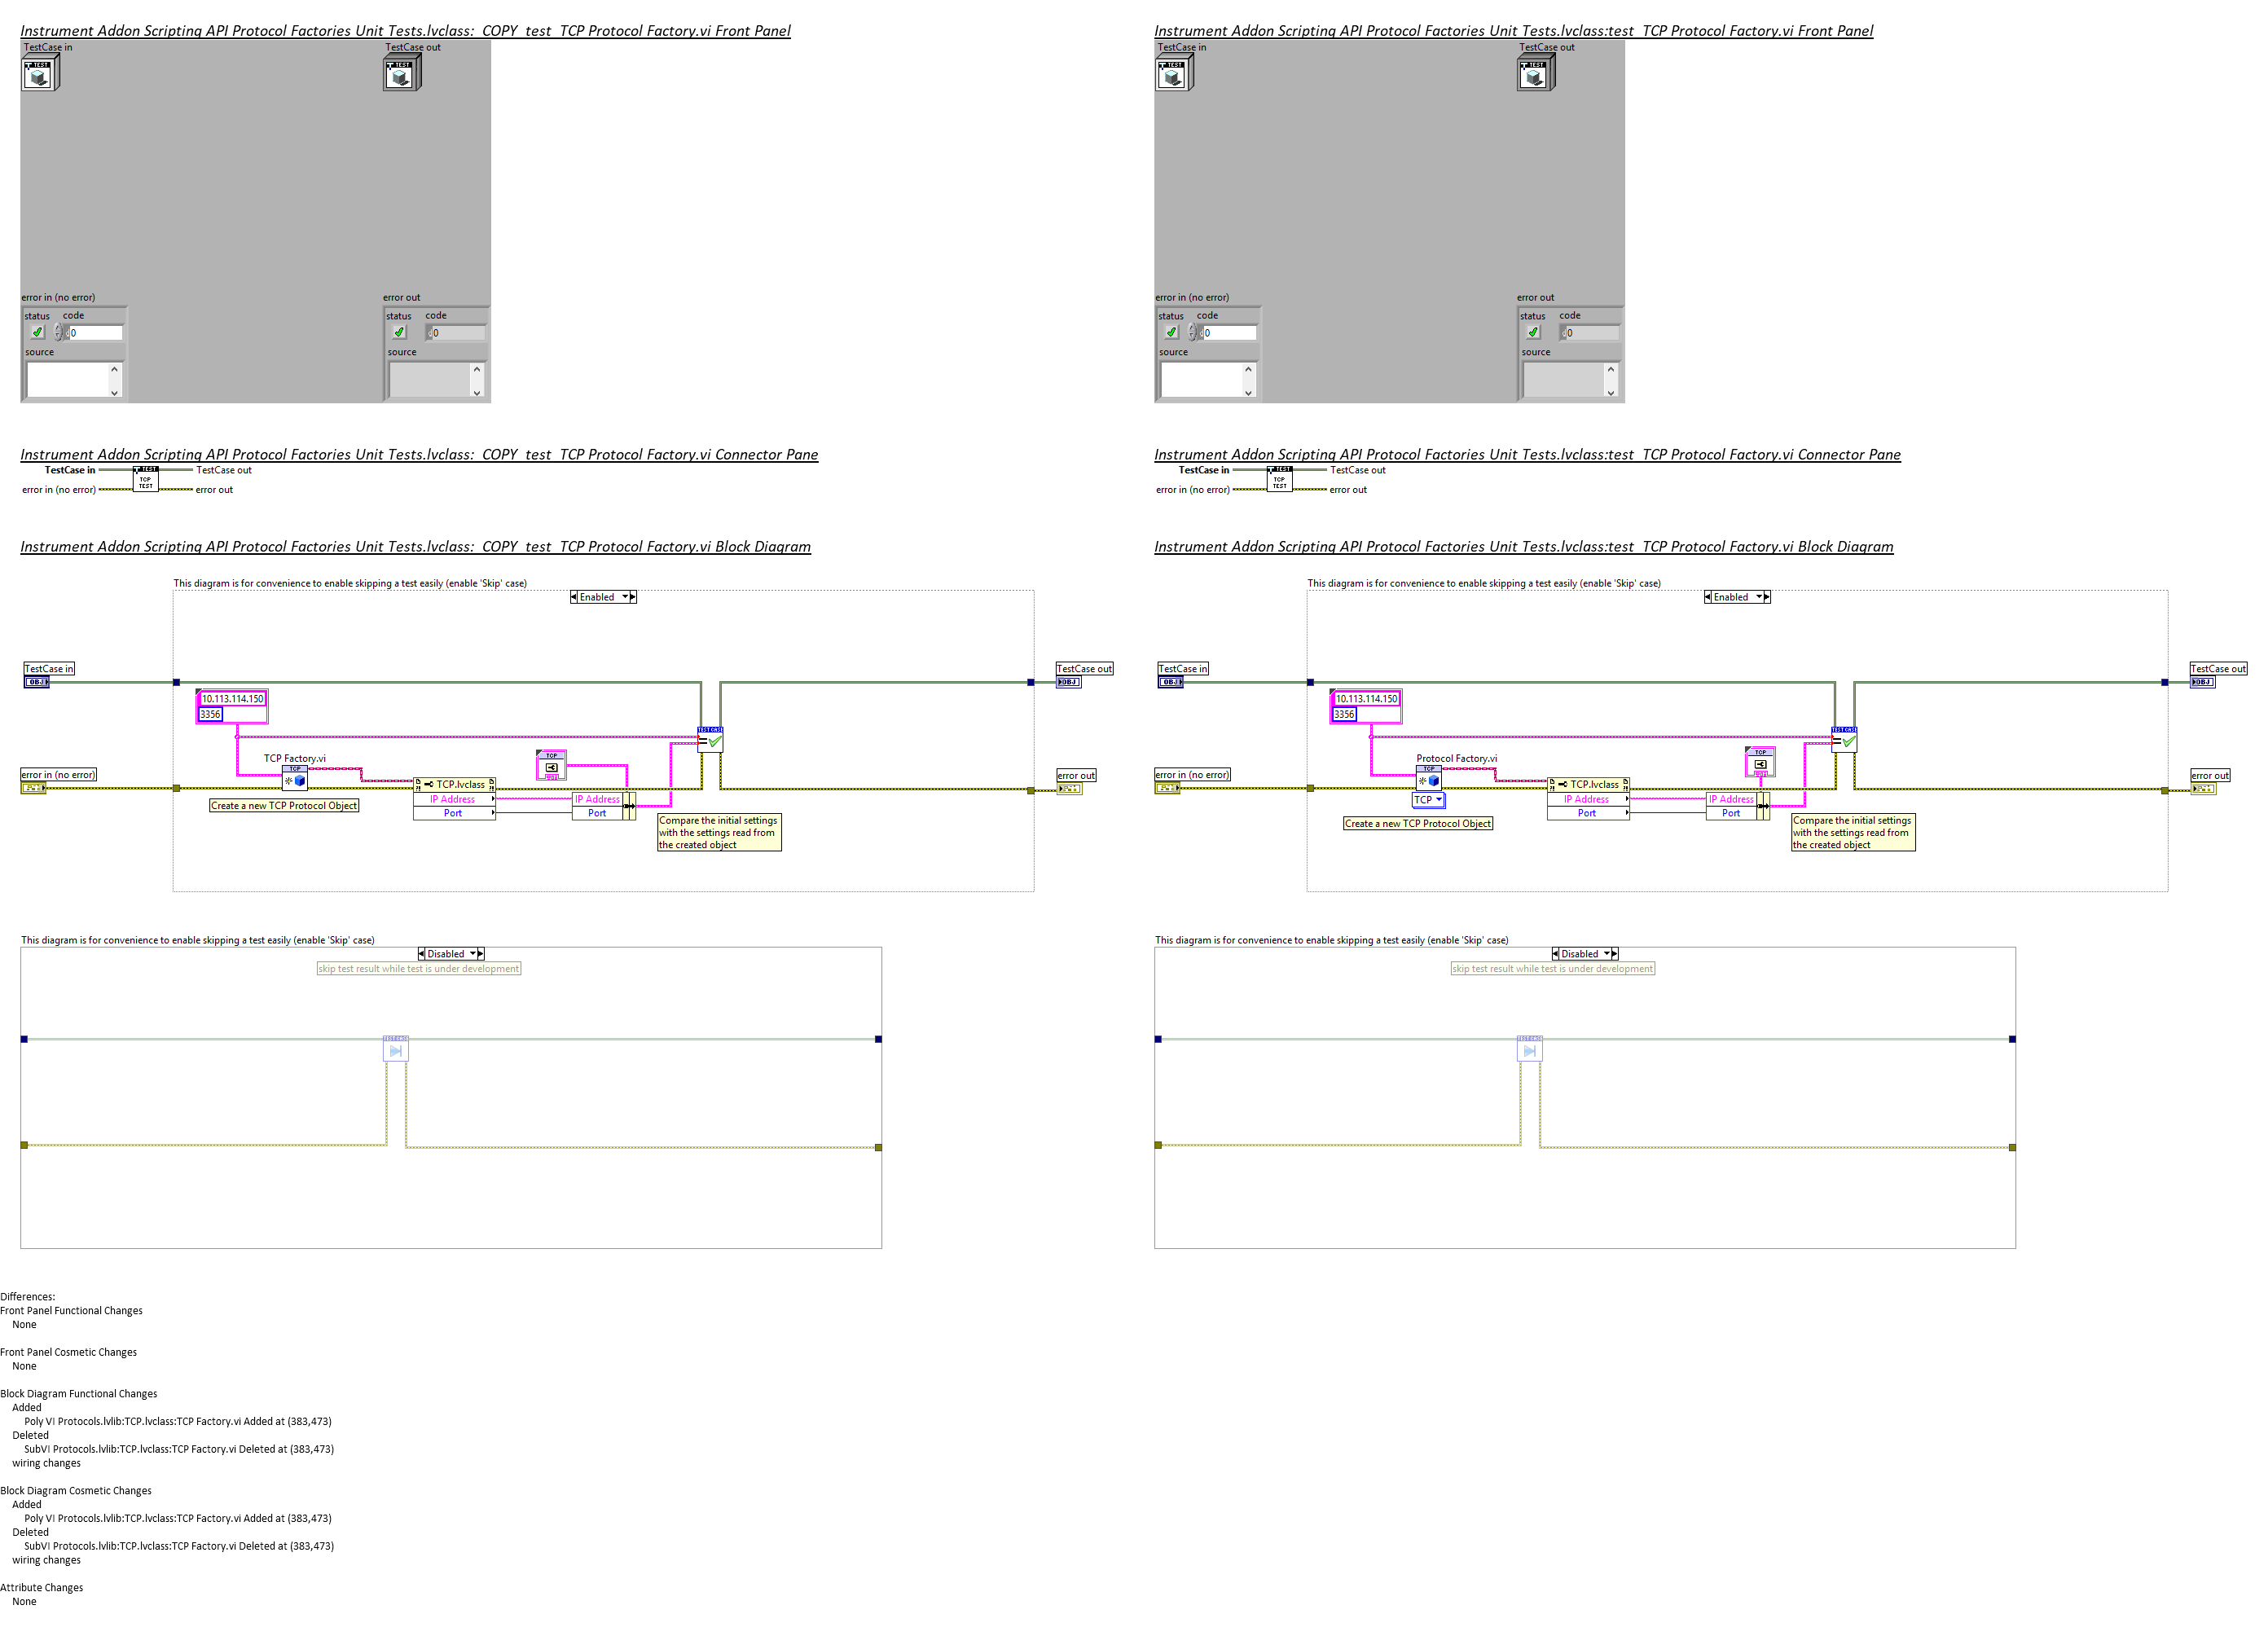 Instrument Addon Scripting API Protocol Factories Unit Tests.lvclass:_COPY_test_TCP Protocol Factory.vi Front Panel
TestCase in
TestCase out
TEST
TEST
error in (no error)
error out
status
code
status
code
0
0
source
source
Instrument Addon Scripting API Protocol Factories Unit Tests.lvclass:_COPY_test_TCP Protocol Factory.vi Connector Pane
TestCase in
TEST
TestCase out
TCP
TEST
error in (no error)
error out
Instrument Addon Scripting API Protocol Factories Unit Tests.lvclass:_COPY_test_TCP Protocol Factory.vi Block Diagram
This diagram is for convenience to enable skipping a test easily (enable 'Skip' case)
Enabled
TestCase in
TestCase out
OBJ
OBJ
10.113.114.150
3356
TEST CASE
TCP Factory.vi
TCP
TCP
error in (no error)
error out
TCP.lvclass
IP Address
IP Address
Port
Port
Create a new TCP Protocol Object
Compare the initial settings
with the settings read from
the created object
This diagram is for convenience to enable skipping a test easily (enable 'Skip' case)
Disabled
skip test result while test is under development
Instrument Addon Scripting API Protocol Factories Unit Tests.lvclass:test_TCP Protocol Factory.vi Front Panel
TestCase in
TestCase out
TEST
TEST
error in (no error)
error out
status
code
status
code
0
0
source
source
Instrument Addon Scripting API Protocol Factories Unit Tests.lvclass:test_TCP Protocol Factory.vi Connector Pane
TestCase in
TEST
TestCase out
TCP
TEST
error in (no error)
error out
Instrument Addon Scripting API Protocol Factories Unit Tests.lvclass:test_TCP Protocol Factory.vi Block Diagram
This diagram is for convenience to enable skipping a test easily (enable 'Skip' case)
Enabled
TestCase in
TestCase out
OBJ
OBJ
10.113.114.150
3356
TEST CASE
Protocol Factory.vi
TCP
TCP
error in (no error)
error out
TCP.lvclass
TCP
IP Address
IP Address
Port
Port
Create a new TCP Protocol Object
Compare the initial settings
with the settings read from
the created object
This diagram is for convenience to enable skipping a test easily (enable 'Skip' case)
Disabled
skip test result while test is under development
Differences:
Front Panel Functional Changes
None
Front Panel Cosmetic Changes
None
Block Diagram Functional Changes
Added
Poly VI Protocols.lvlib:TCP.lvclass:TCP Factory.vi Added at (383,473)
Deleted
SubVI Protocols.lvlib:TCP.lvclass:TCP Factory.vi Deleted at (383,473)
wiring changes
Block Diagram Cosmetic Changes
Added
Poly VI Protocols.lvlib:TCP.lvclass:TCP Factory.vi Added at (383,473)
Deleted
SubVI Protocols.lvlib:TCP.lvclass:TCP Factory.vi Deleted at (383,473)
wiring changes
Attribute Changes
None